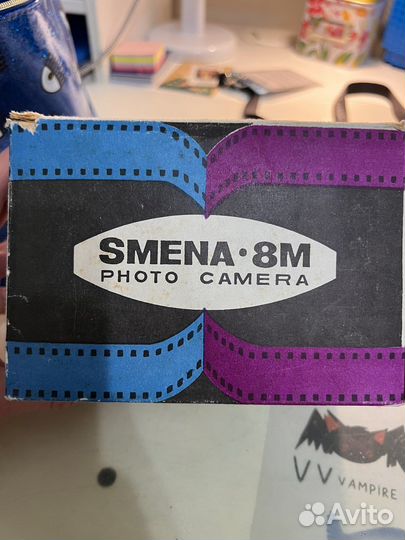 SMENA·8M
PHOTO CAMERA
VV VAMPIRE
Avito